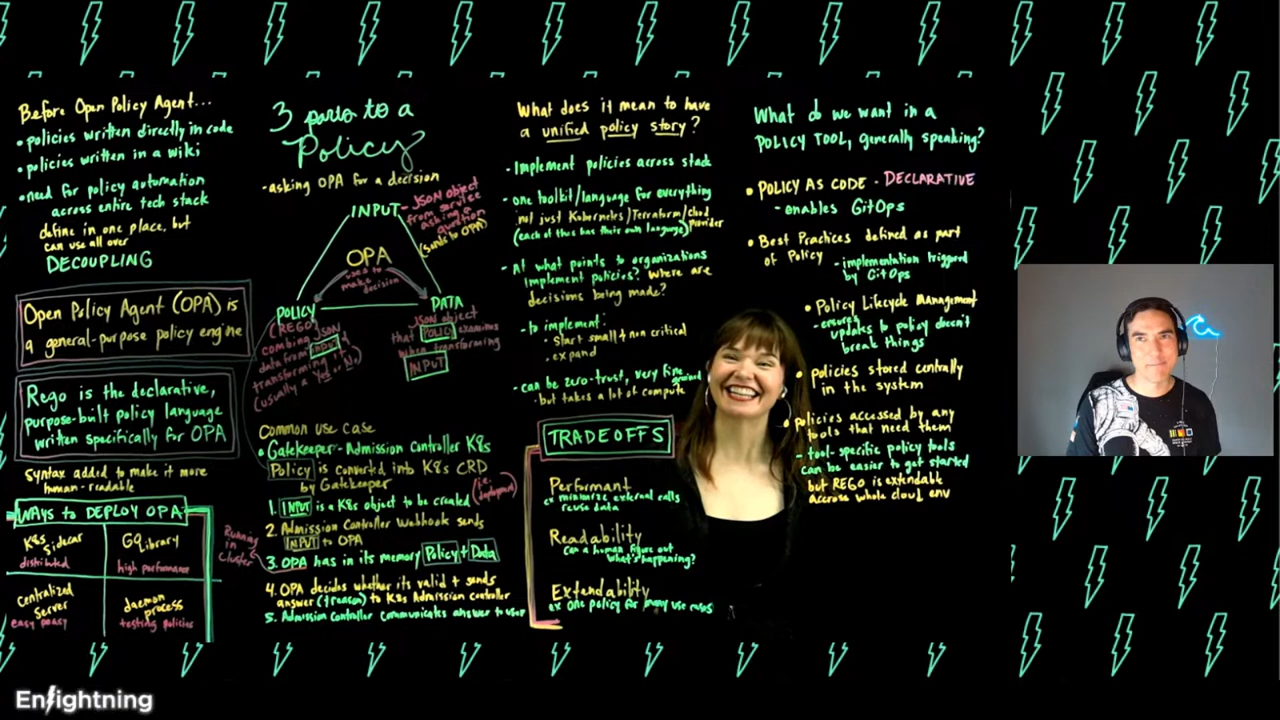 Before Open Policy Agent...
• policies written directly in code
• policies written in a wiki
• need for policy automation
across entire tech stack
define in one place, but
can use all over
DECOUPLING
Open Policy Agent (OPA) is
a general-purpose policy engine
Rego is the declarative,
purpose-built policy language
written specifically for OPA
syntax added to make it more
human-readable
WAYS TO DEPLOY OPA
K8s sidecar
distributed
GO Library
high performance
centralized
server
easy peasy
daemon
process
testing policies
3 parts to a
Policy
- asking OPA for a decision
INPUT - JSON object
from service
asking a
question
(sends to OPA)
OPA
uses to
make
decision
POLICY
(REGO)
combing JSON
data from INPUT &
transforming it
(usually a Yes or No)
DATA
JSON object
that POLICY examines
when transforming
INPUT
Common Use Case
• Gatekeeper - Admission Controller K8s
Policy is converted into K8s CRD
by Gatekeeper
1. INPUT is a K8s object to be created (i.e. deployment)
2. Admission Controller Webhook sends
INPUT to OPA
Running
in
cluster
3. OPA has in its memory Policy + Data
4. OPA decides whether its valid + sends
answer (+reason) to K8s Admission Controller
5. Admission Controller communicates answer to user
What does it mean to have
a unified policy story?
- Implement policies across stack
- one toolkit/language for everything
not just Kubernetes/Terraform/cloud provider
(each of this has their own language)
- At what points to organizations
implement policies? Where are
decisions being made?
- to implement:
• start small + non critical
• expand
- can be zero-trust, very fine grained
- but takes a lot of compute
TRADEOFFS
Performant
ex minimize external calls
reuse data
Readability
Can a human figure out
what's happening?
Extendability
ex One policy for many use cases
What do we want in a
POLICY TOOL, generally speaking?
• POLICY AS CODE - DECLARATIVE
- enables GitOps
• Best Practices defined as part
of Policy
- implementation triggered
by GitOps
• Policy Lifecycle Management
- ensures
updates to policy doesn't
break things
• policies stored centrally
in the system
• policies accessed by any
tools that need them
- tool-specific policy tools
can be easier to get started
but REGO is extendable
accross whole cloud env
Enlightning